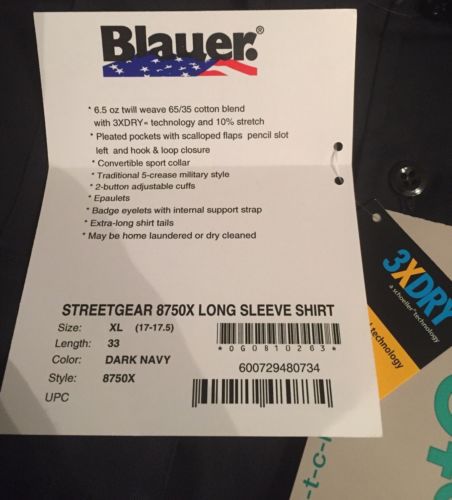 Blauer.®
* 6.5 oz twill weave 65/35 cotton blend
with 3XDRY® technology and 10% stretch
* Pleated pockets with scalloped flaps pencil slot
left and hook & loop closure
* Convertible sport collar
* Traditional 5-crease military style
* 2-button adjustable cuffs
* Epaulets
* Badge eyelets with internal support strap
* Extra-long shirt tails
* May be home laundered or dry cleaned
STREETGEAR 8750X LONG SLEEVE SHIRT
Size: XL (17-17.5)
Length: 33
Color: DARK NAVY
Style: 8750X
UPC
*0G0810263*
600729480734
3XDRY
a schoeller® technology
technology
t-c-